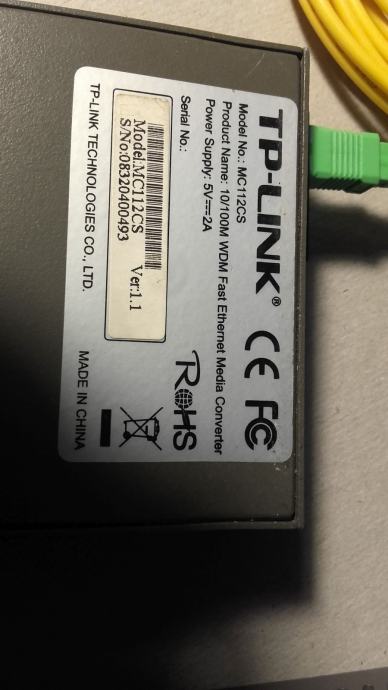 TP-LINK®
Model No.: MC112CS
Product Name: 10/100M WDM Fast Ethernet Media Converter
Power Supply: 5V⎓2A
Serial No.:
Model:MC112CS Ver:1.1
S/No:08320400493
TP-LINK TECHNOLOGIES CO., LTD.
CE FC
RoHS
MADE IN CHINA